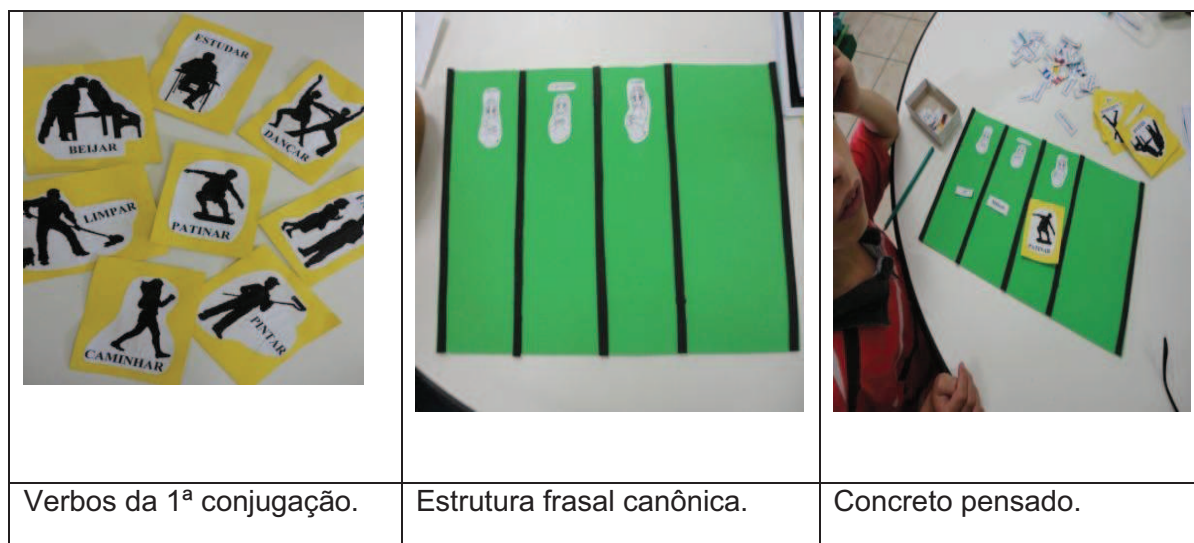 ESTUDAR
BEIJAR
DANÇAR
LIMPAR
PATINAR
PINTAR
CAMINHAR
PATINAR
Verbos da 1ª conjugação.
Estrutura frasal canônica.
Concreto pensado.